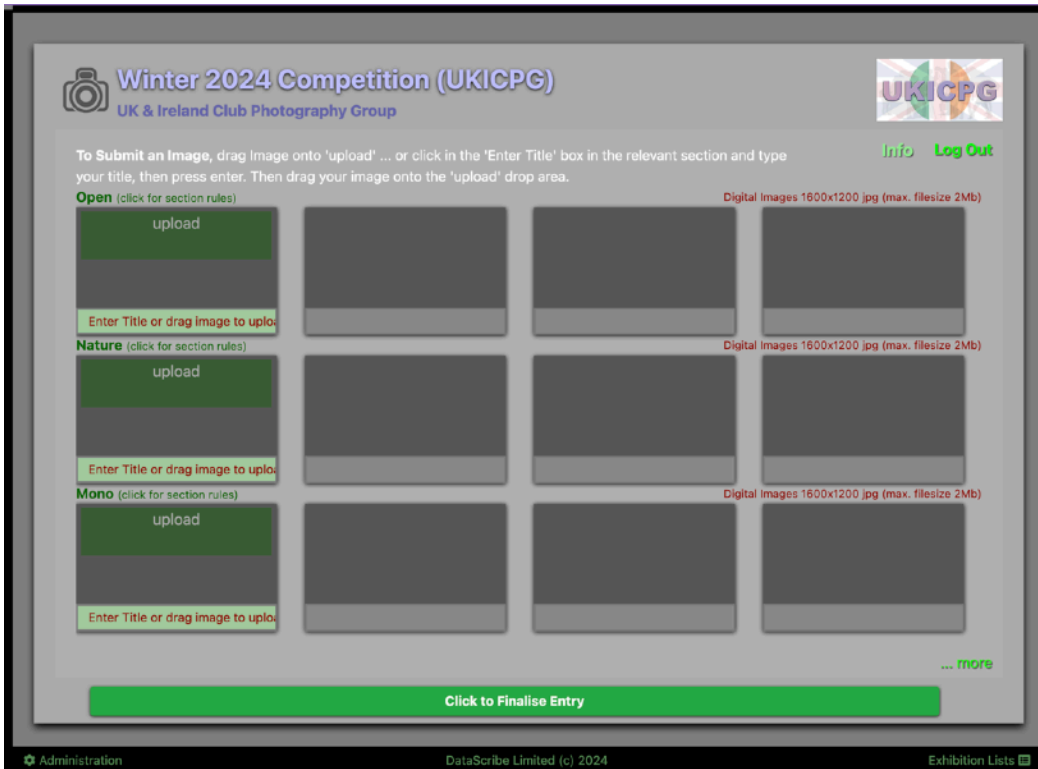 Winter 2024 Competition (UKICPG)
UK & Ireland Club Photography Group
UKICPG
To Submit an Image, drag Image onto 'upload' ... or click in the 'Enter Title' box in the relevant section and type
your title, then press enter. Then drag your image onto the 'upload' drop area.
Info Log Out
Open (click for section rules) Digital Images 1600x1200 jpg (max. filesize 2Mb)
upload
Enter Title or drag image to uploa
Nature (click for section rules) Digital Images 1600x1200 jpg (max. filesize 2Mb)
upload
Enter Title or drag image to uploa
Mono (click for section rules) Digital Images 1600x1200 jpg (max. filesize 2Mb)
upload
Enter Title or drag image to uploa
... more
Click to Finalise Entry
Administration DataScribe Limited (c) 2024 Exhibition Lists